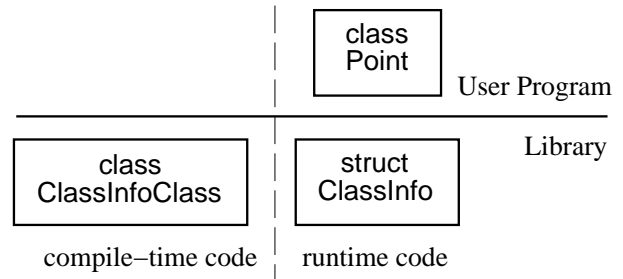 class
Point
User Program
Library
class
ClassInfoClass
struct
ClassInfo
compile−time code
runtime code